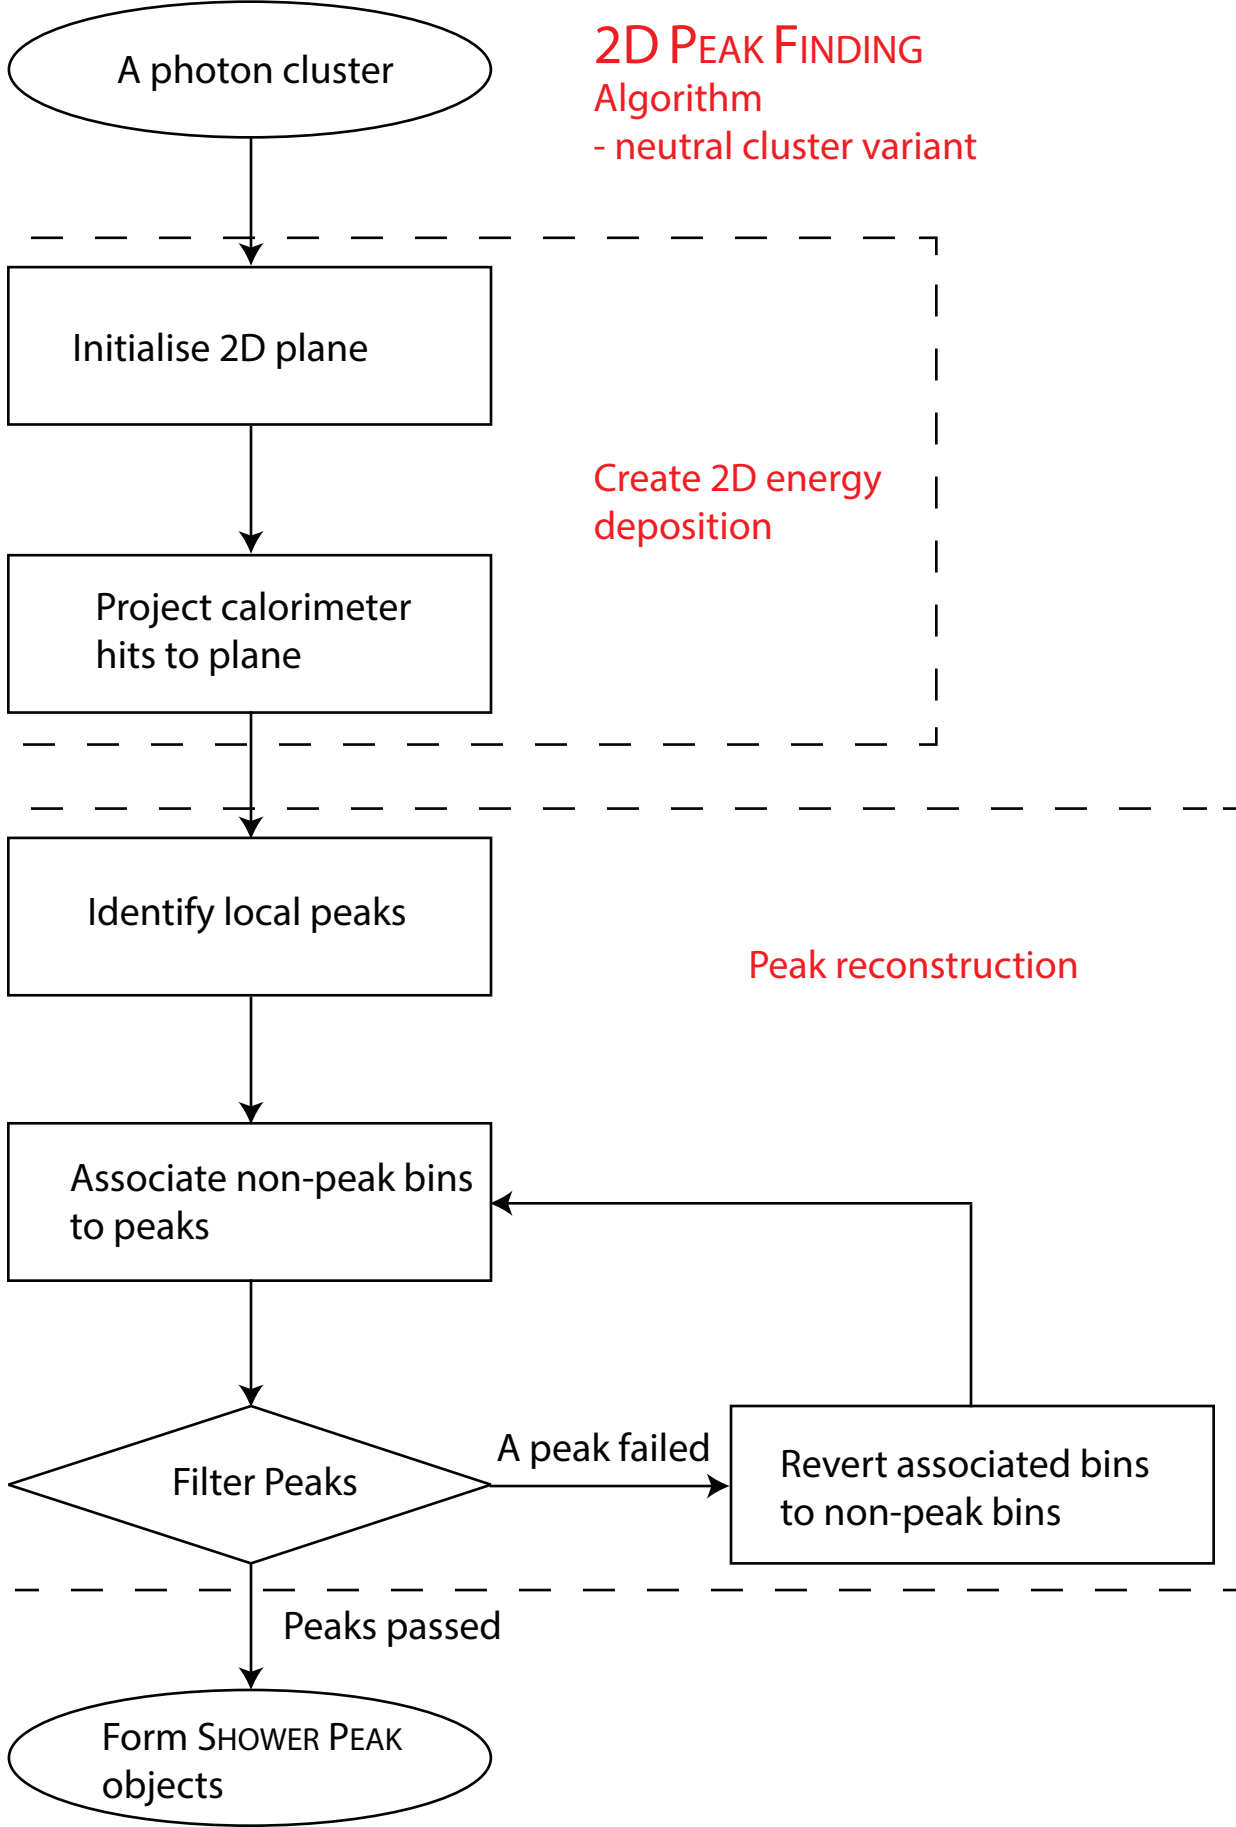 A photon cluster
2D PEAK FINDING
Algorithm
- neutral cluster variant
Initialise 2D plane
Create 2D energy
deposition
Project calorimeter
hits to plane
Identify local peaks
Peak reconstruction
Associate non-peak bins
to peaks
Filter Peaks
A peak failed
Revert associated bins
to non-peak bins
Peaks passed
Form SHOWER PEAK
objects